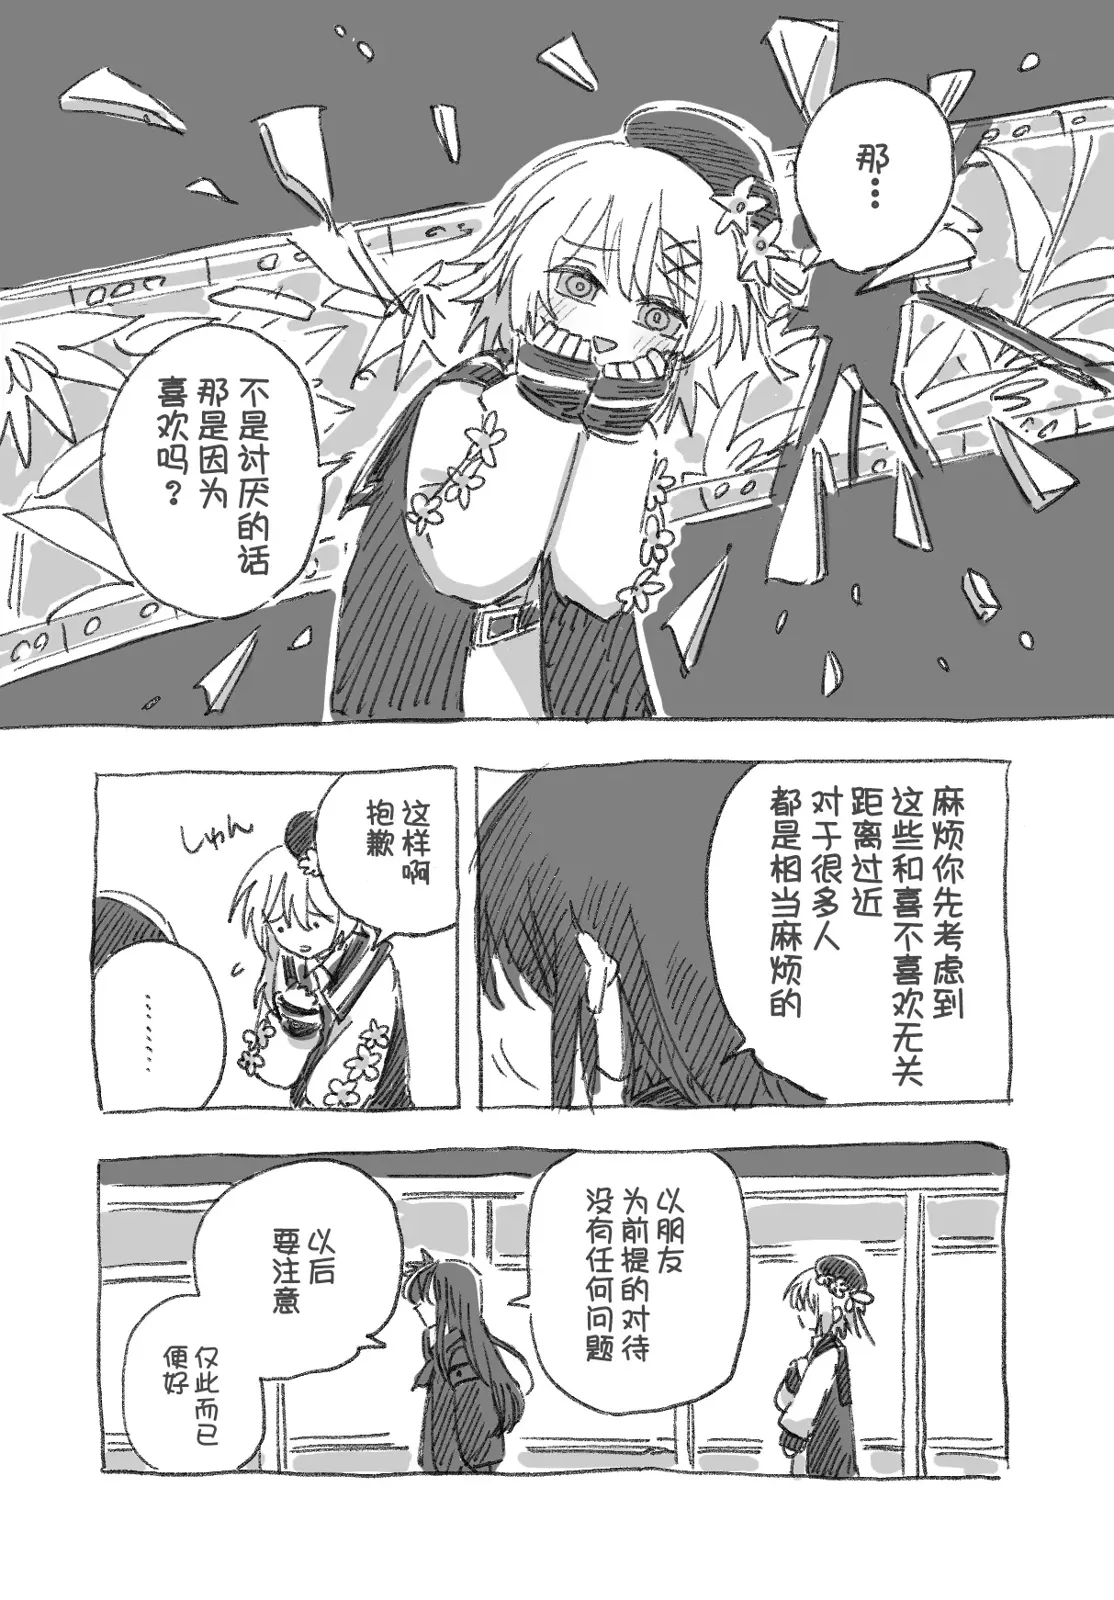 那…
不是讨厌的话
那是因为
喜欢吗？
麻烦你先考虑到
这些和喜不喜欢无关
距离过近
对于很多人
都是相当麻烦的
这样啊
抱歉
しゅん
………
以朋友
为前提的对待
没有任何问题
以后
要注意
仅此而已
便好